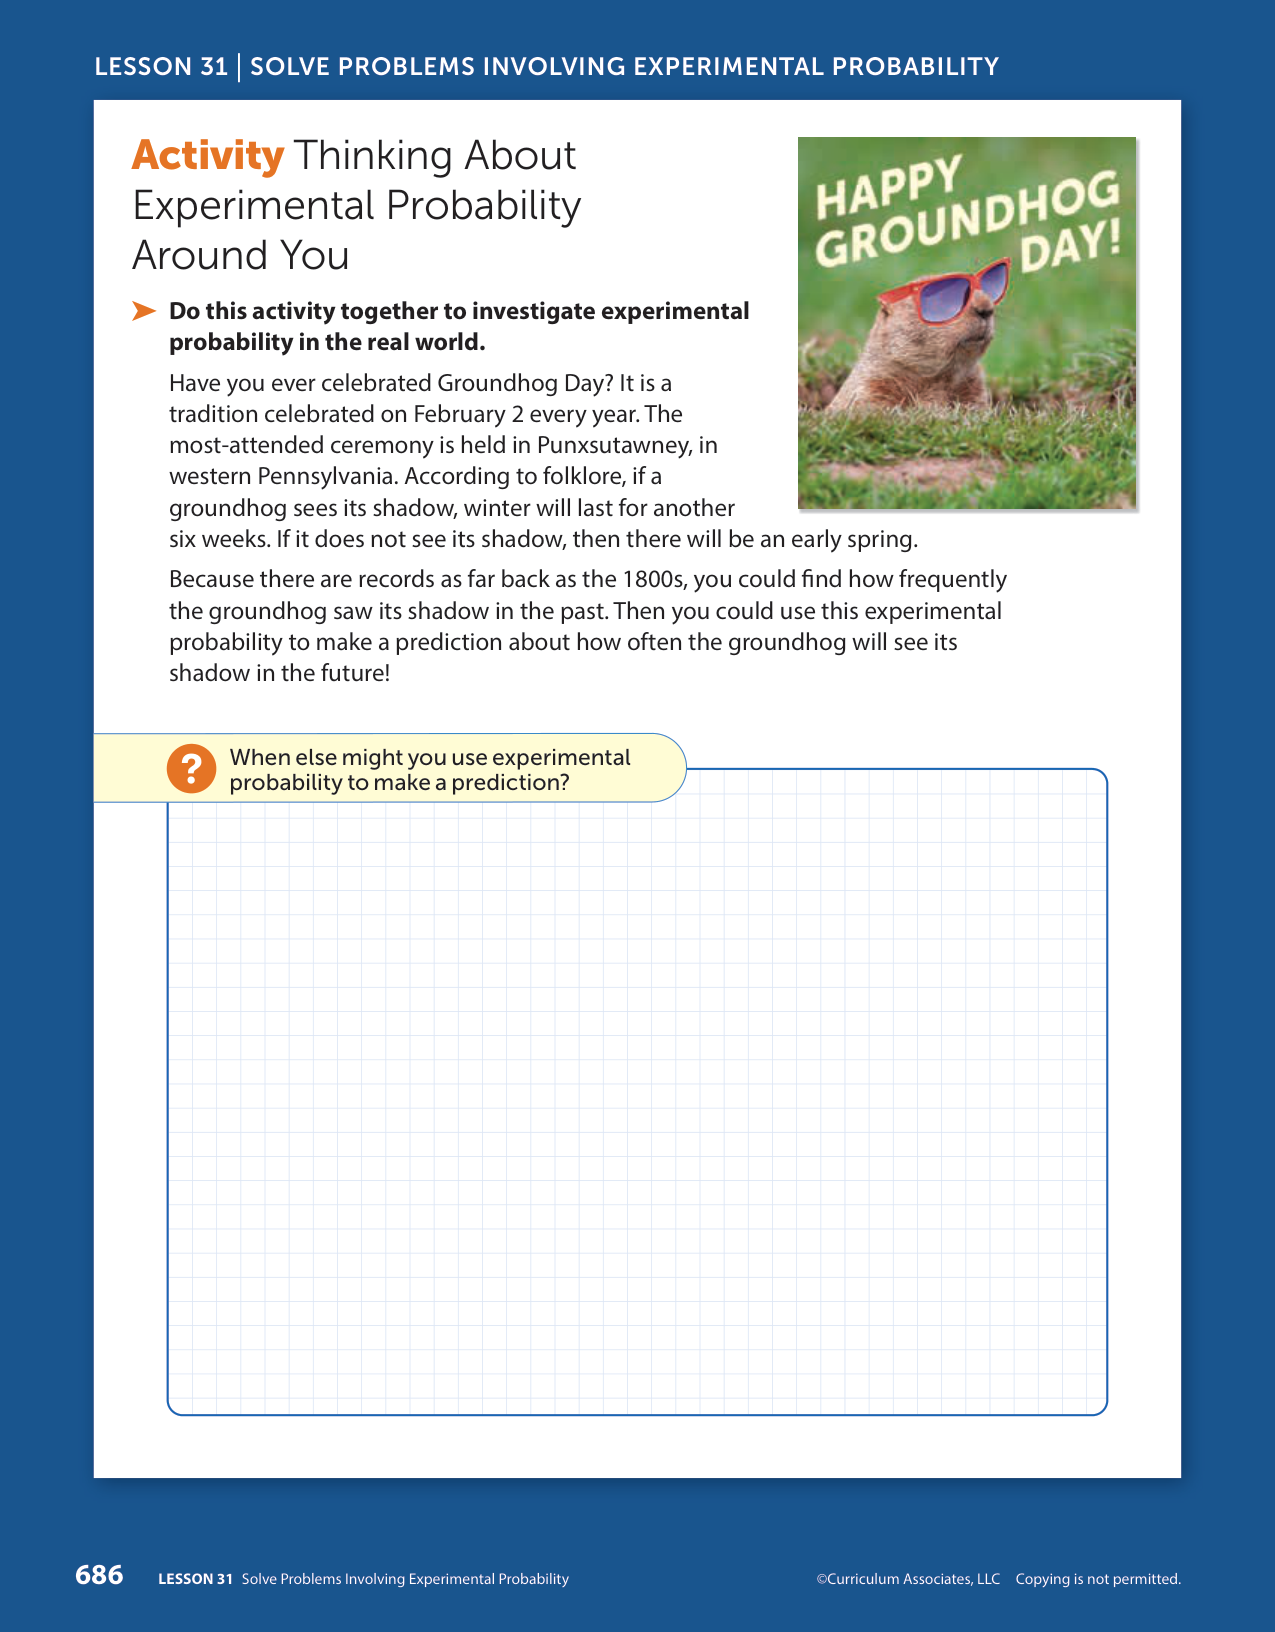 LESSON 31 | SOLVE PROBLEMS INVOLVING EXPERIMENTAL PROBABILITY
Activity Thinking About
Experimental Probability
Around You
HAPPY
GROUNDHOG
DAY!
Do this activity together to investigate experimental
probability in the real world.
Have you ever celebrated Groundhog Day? It is a
tradition celebrated on February 2 every year. The
most-attended ceremony is held in Punxsutawney, in
western Pennsylvania. According to folklore, if a
groundhog sees its shadow, winter will last for another
six weeks. If it does not see its shadow, then there will be an early spring.
Because there are records as far back as the 1800s, you could find how frequently
the groundhog saw its shadow in the past. Then you could use this experimental
probability to make a prediction about how often the groundhog will see its
shadow in the future!
? When else might you use experimental
probability to make a prediction?
686 LESSON 31 Solve Problems Involving Experimental Probability ©Curriculum Associates, LLC Copying is not permitted.